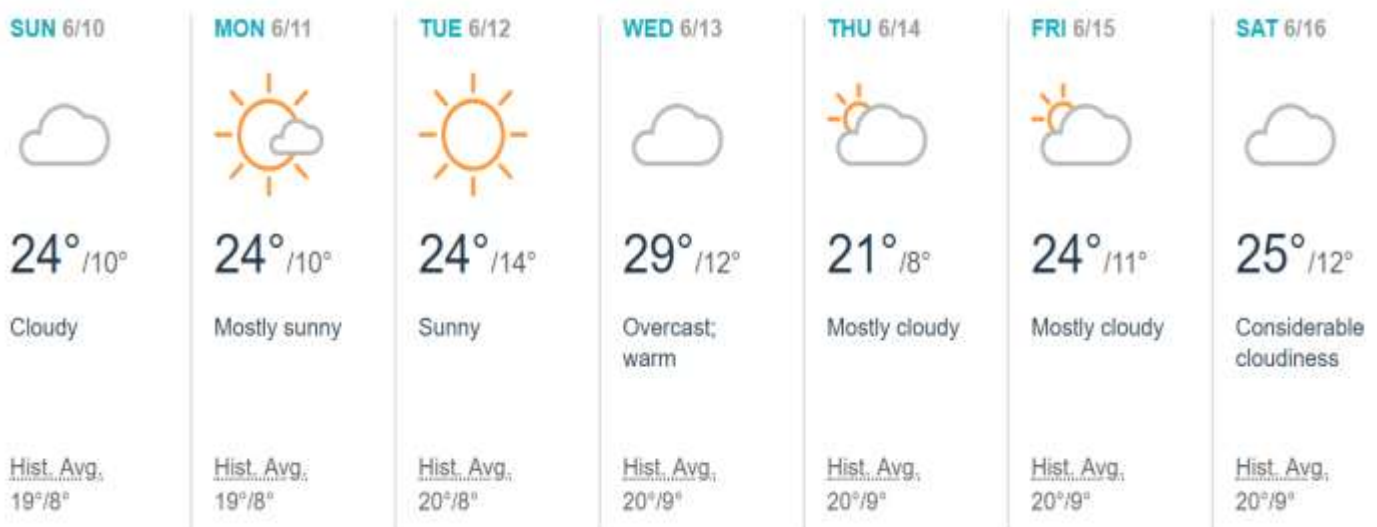 SUN 6/10
24°/10°
Cloudy
Hist. Avg.
19°/8°
MON 6/11
24°/10°
Mostly sunny
Hist. Avg.
19°/8°
TUE 6/12
24°/14°
Sunny
Hist. Avg.
20°/8°
WED 6/13
29°/12°
Overcast;
warm
Hist. Avg.
20°/9°
THU 6/14
21°/8°
Mostly cloudy
Hist. Avg.
20°/9°
FRI 6/15
24°/11°
Mostly cloudy
Hist. Avg.
20°/9°
SAT 6/16
25°/12°
Considerable
cloudiness
Hist. Avg.
20°/9°